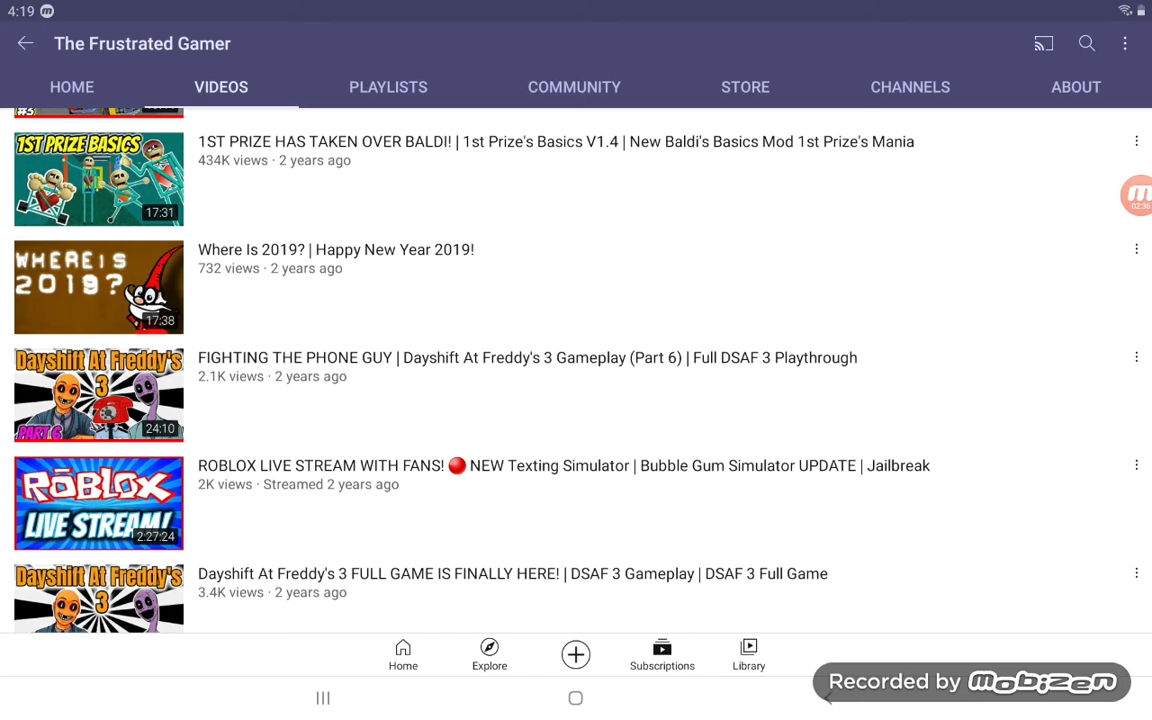 4:19
The Frustrated Gamer
HOME VIDEOS PLAYLISTS COMMUNITY STORE CHANNELS ABOUT
#3
1ST PRIZE BASICS
17:31
1ST PRIZE HAS TAKEN OVER BALDI! | 1st Prize's Basics V1.4 | New Baldi's Basics Mod 1st Prize's Mania
434K views · 2 years ago
02:36
WHERE IS
2019?
17:38
Where Is 2019? | Happy New Year 2019!
732 views · 2 years ago
Dayshift At Freddy's
3
PART 6
24:10
FIGHTING THE PHONE GUY | Dayshift At Freddy's 3 Gameplay (Part 6) | Full DSAF 3 Playthrough
2.1K views · 2 years ago
ROBLOX
LIVE STREAM!
2:27:24
ROBLOX LIVE STREAM WITH FANS! 🔴 NEW Texting Simulator | Bubble Gum Simulator UPDATE | Jailbreak
2K views · Streamed 2 years ago
Dayshift At Freddy's
3
Dayshift At Freddy's 3 FULL GAME IS FINALLY HERE! | DSAF 3 Gameplay | DSAF 3 Full Game
3.4K views · 2 years ago
Home Explore Subscriptions Library
Recorded by mobizen